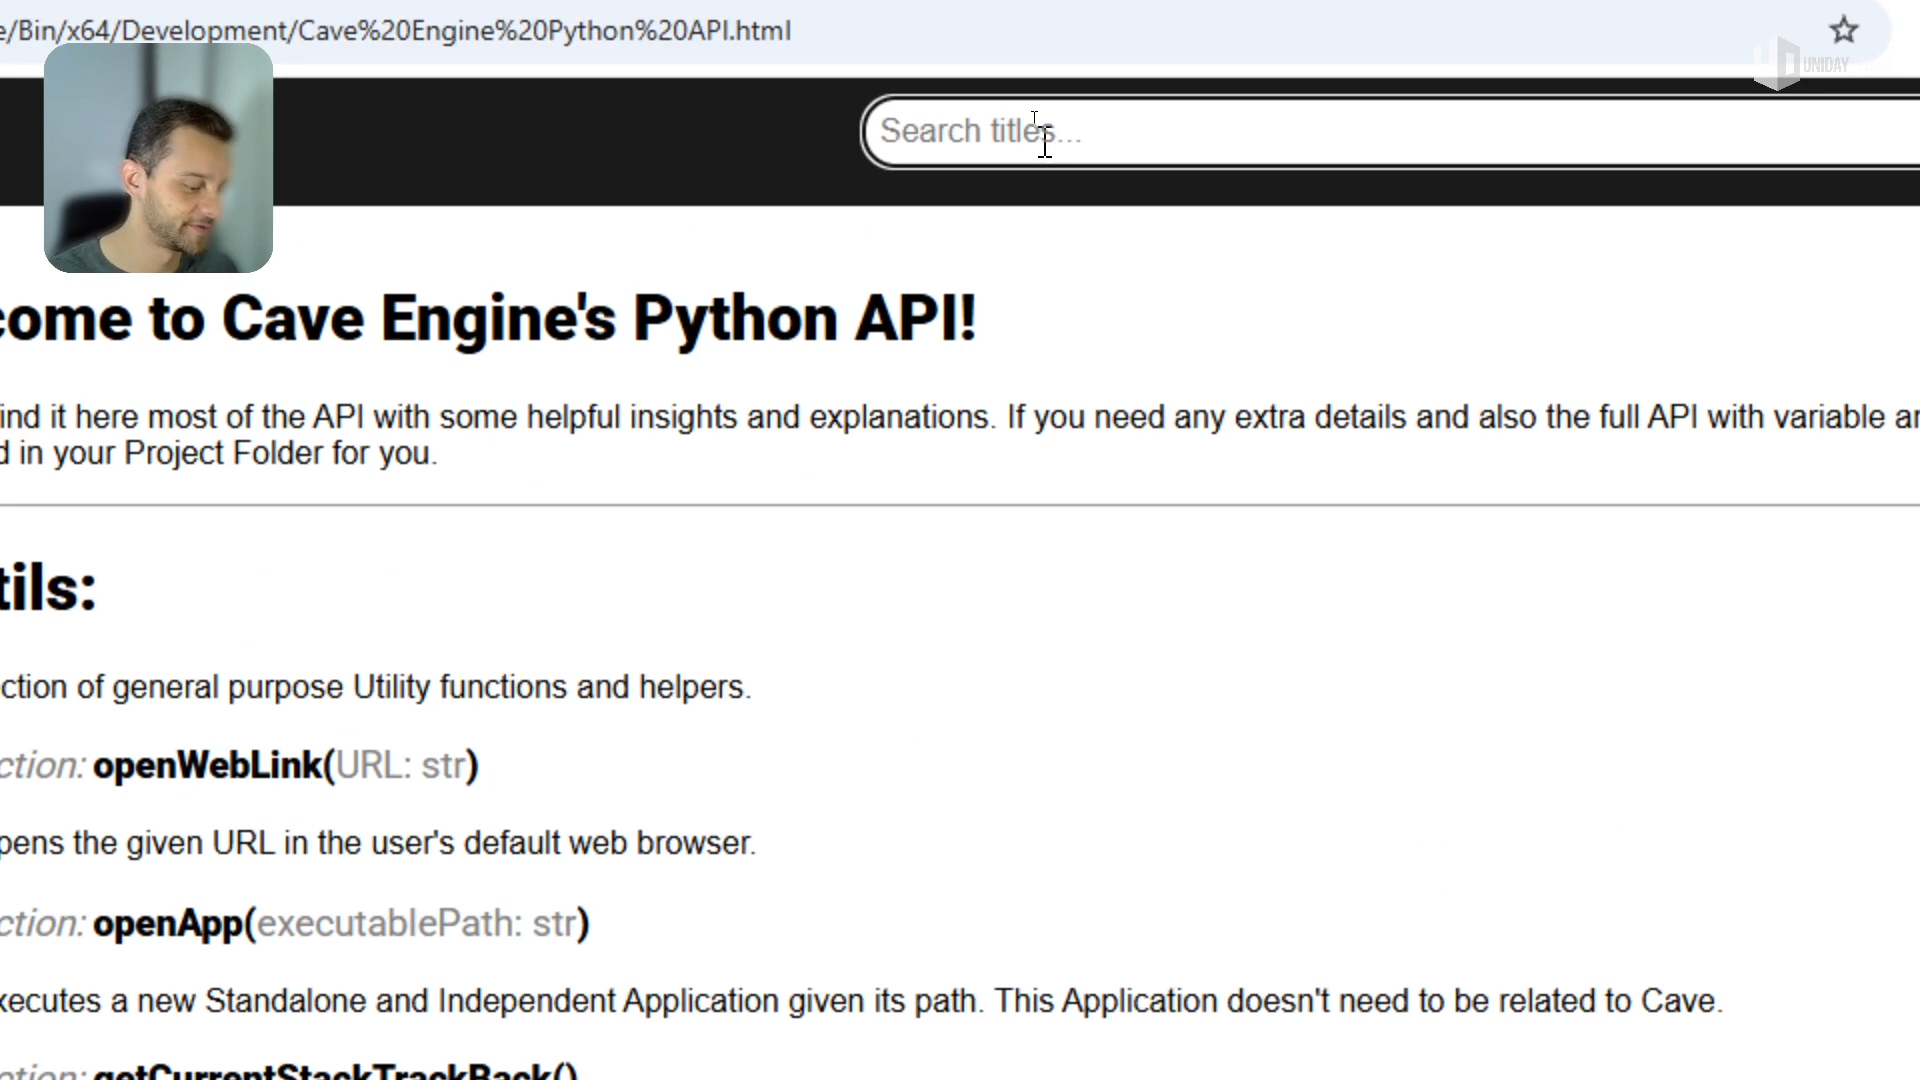 e/Bin/x64/Development/Cave%20Engine%20Python%20API.html
UNIDAY
Search titles...
come to Cave Engine's Python API!
ind it here most of the API with some helpful insights and explanations. If you need any extra details and also the full API with variable ar
d in your Project Folder for you.
tils:
ction of general purpose Utility functions and helpers.
ction: openWebLink(URL: str)
pens the given URL in the user's default web browser.
ction: openApp(executablePath: str)
xecutes a new Standalone and Independent Application given its path. This Application doesn't need to be related to Cave.
ction: getCurrentStackTrackBack()